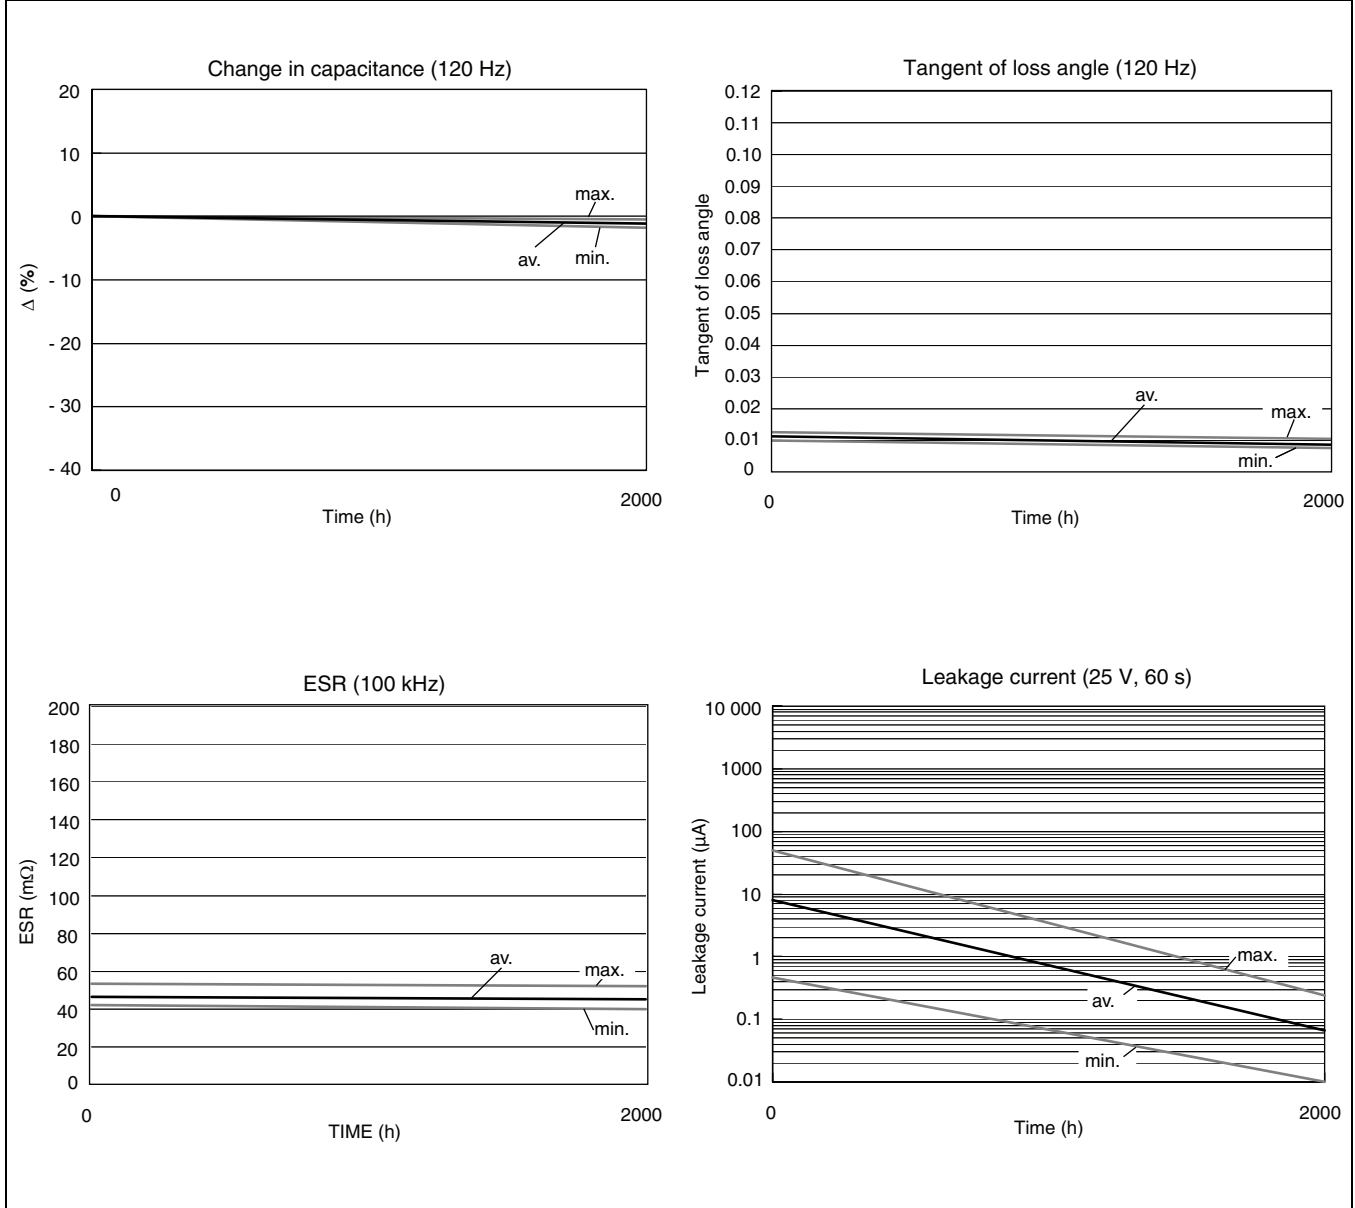 Change in capacitance (120 Hz)
20
10
0
- 10
- 20
- 30
- 40
Δ (%)
max.
av.
min.
0
2000
Time (h)
Tangent of loss angle (120 Hz)
0.12
0.11
0.10
0.09
0.08
0.07
0.06
0.05
0.04
0.03
0.02
0.01
0
Tangent of loss angle
av.
max.
min.
0
2000
Time (h)
ESR (100 kHz)
200
180
160
140
120
100
80
60
40
20
0
ESR (mΩ)
av.
max.
min.
0
2000
TIME (h)
Leakage current (25 V, 60 s)
10 000
1000
100
10
1
0.1
0.01
Leakage current (µA)
max.
av.
min.
0
2000
Time (h)